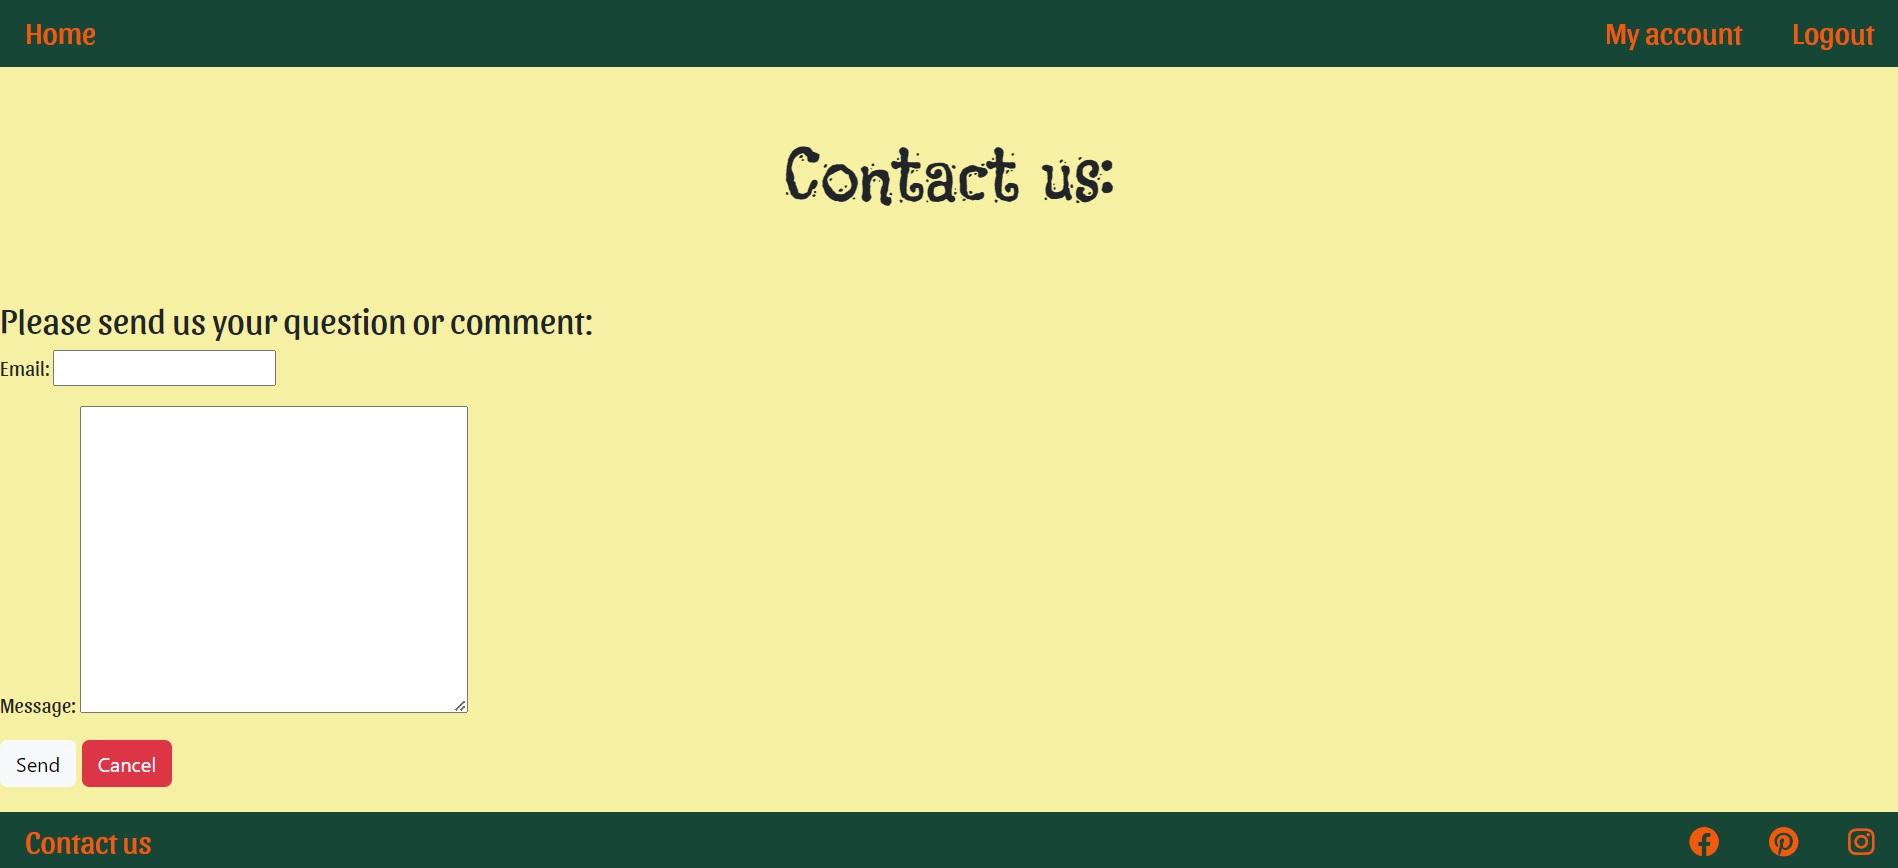 Home My account Logout
Contact us:
Please send us your question or comment:
Email:
Message:
Send Cancel
Contact us